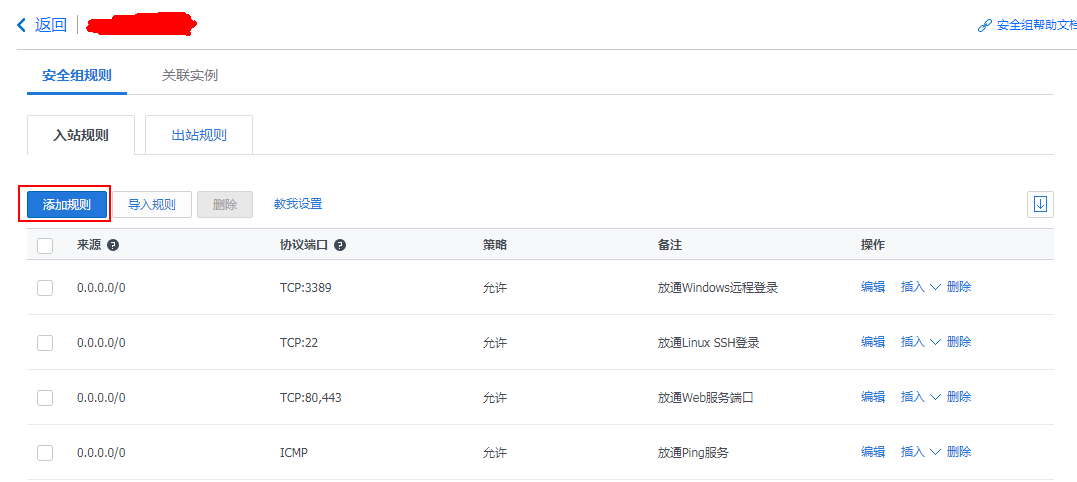 返回
安全组帮助文档
安全组规则 关联实例
入站规则 出站规则
添加规则 导入规则 删除 教我设置
来源 协议端口 策略 备注 操作
0.0.0.0/0 TCP:3389 允许 放通Windows远程登录 编辑 插入 删除
0.0.0.0/0 TCP:22 允许 放通Linux SSH登录 编辑 插入 删除
0.0.0.0/0 TCP:80,443 允许 放通Web服务端口 编辑 插入 删除
0.0.0.0/0 ICMP 允许 放通Ping服务 编辑 插入 删除